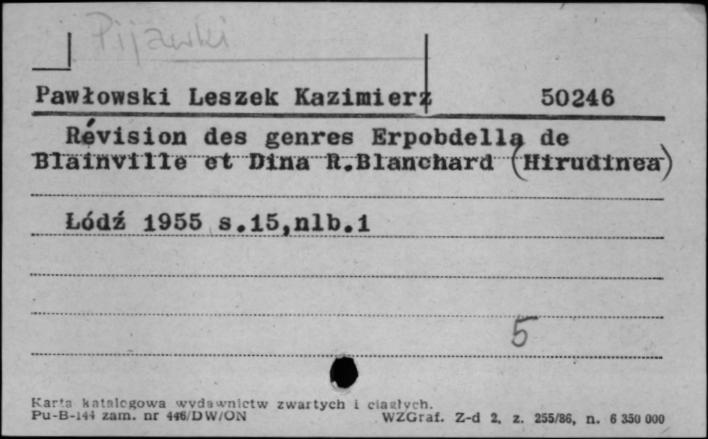 Pijawki
Pawłowski Leszek Kazimierz 50246
Révision des genres Erpobdella de
Blainville et Dina R.Blanchard (Hirudinea)
Łódź 1955 s.15,nlb.1
5
Karta katalogowa wydawnictw zwartych i ciągłych.
Pu-B-144 zam. nr 446/DW/ON WZGraf. Z-d 2, z. 255/86, n. 6 350 000